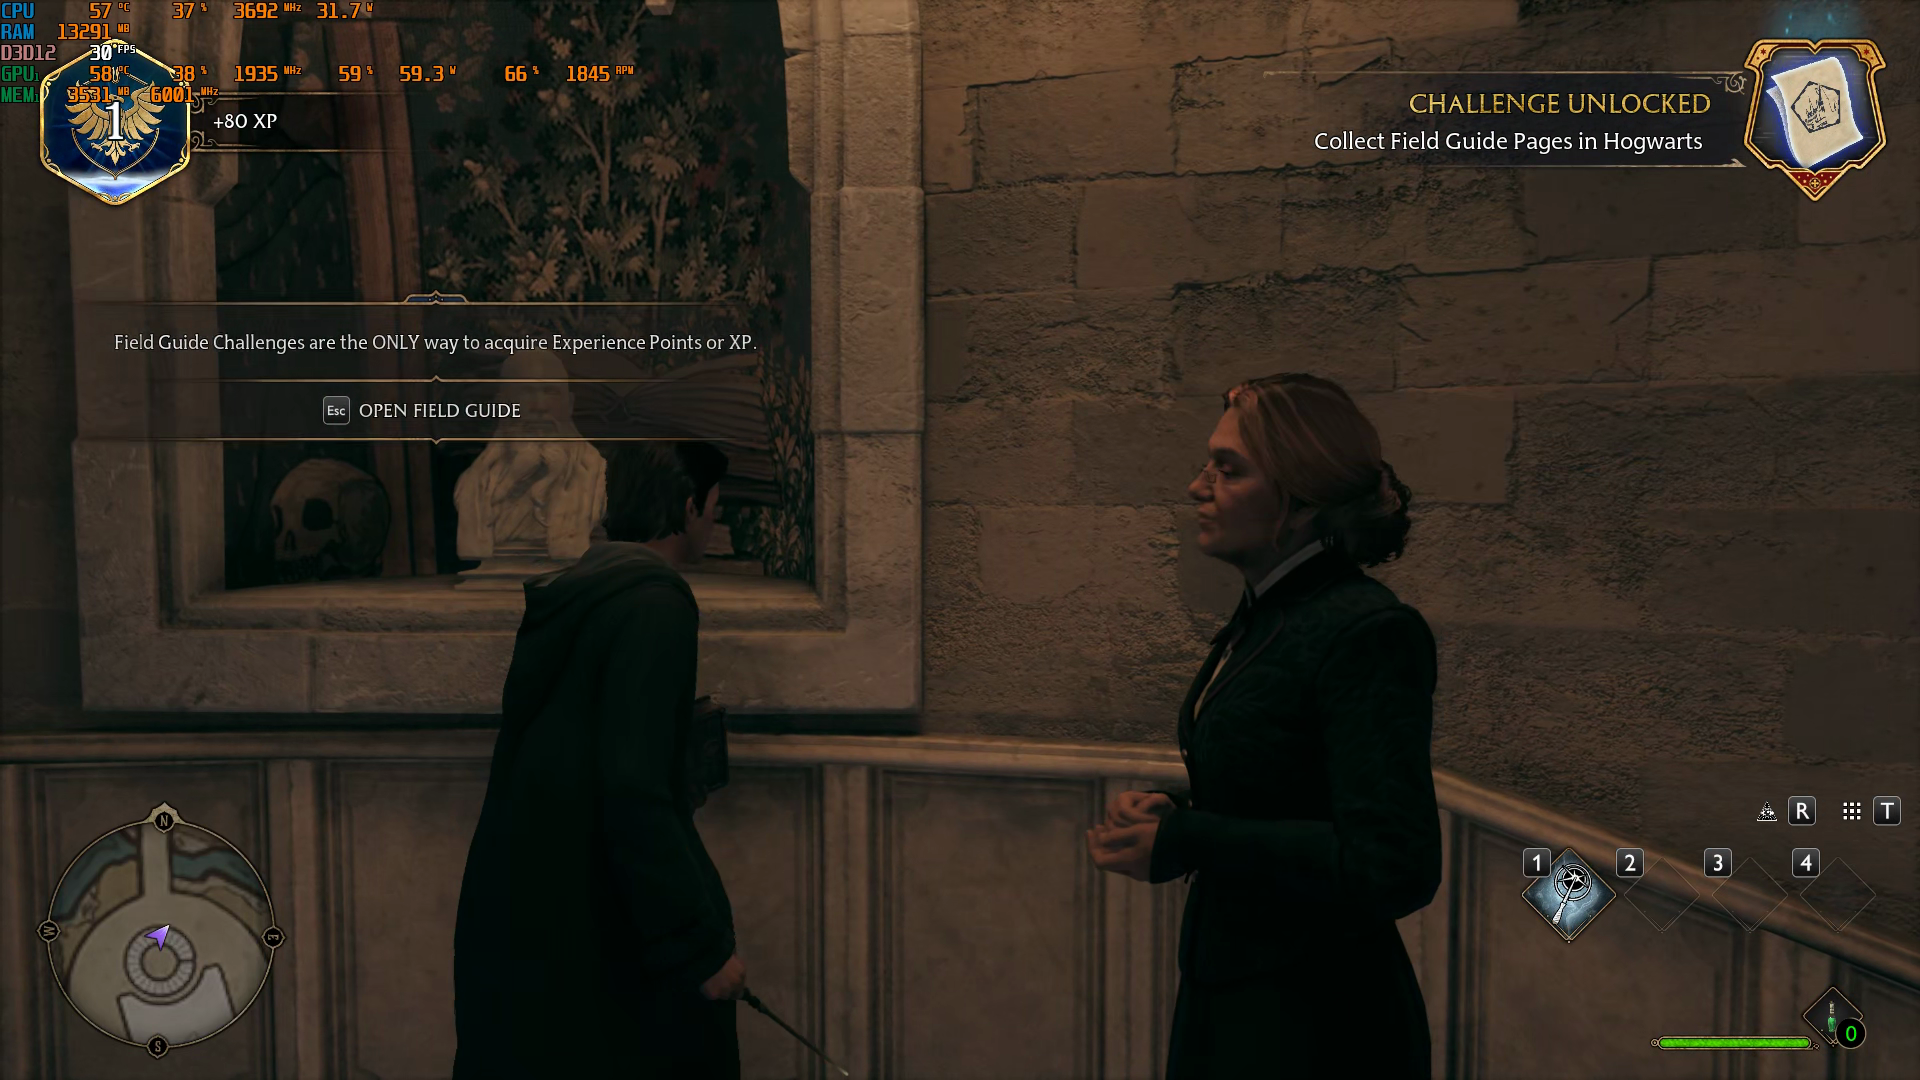 CPU 57 °C 37 % 3692 MHz 31.7 W
RAM 13291 MB
D3D12 30 FPS
GPU1 58 °C 38 % 1935 MHz 59 % 59.3 W 66 % 1845 RPM
MEM1 3531 MB 6001 MHz
1
+80 XP
CHALLENGE UNLOCKED
Collect Field Guide Pages in Hogwarts
Field Guide Challenges are the ONLY way to acquire Experience Points or XP.
Esc OPEN FIELD GUIDE
N
W
E
S
R T
1 2 3 4
0